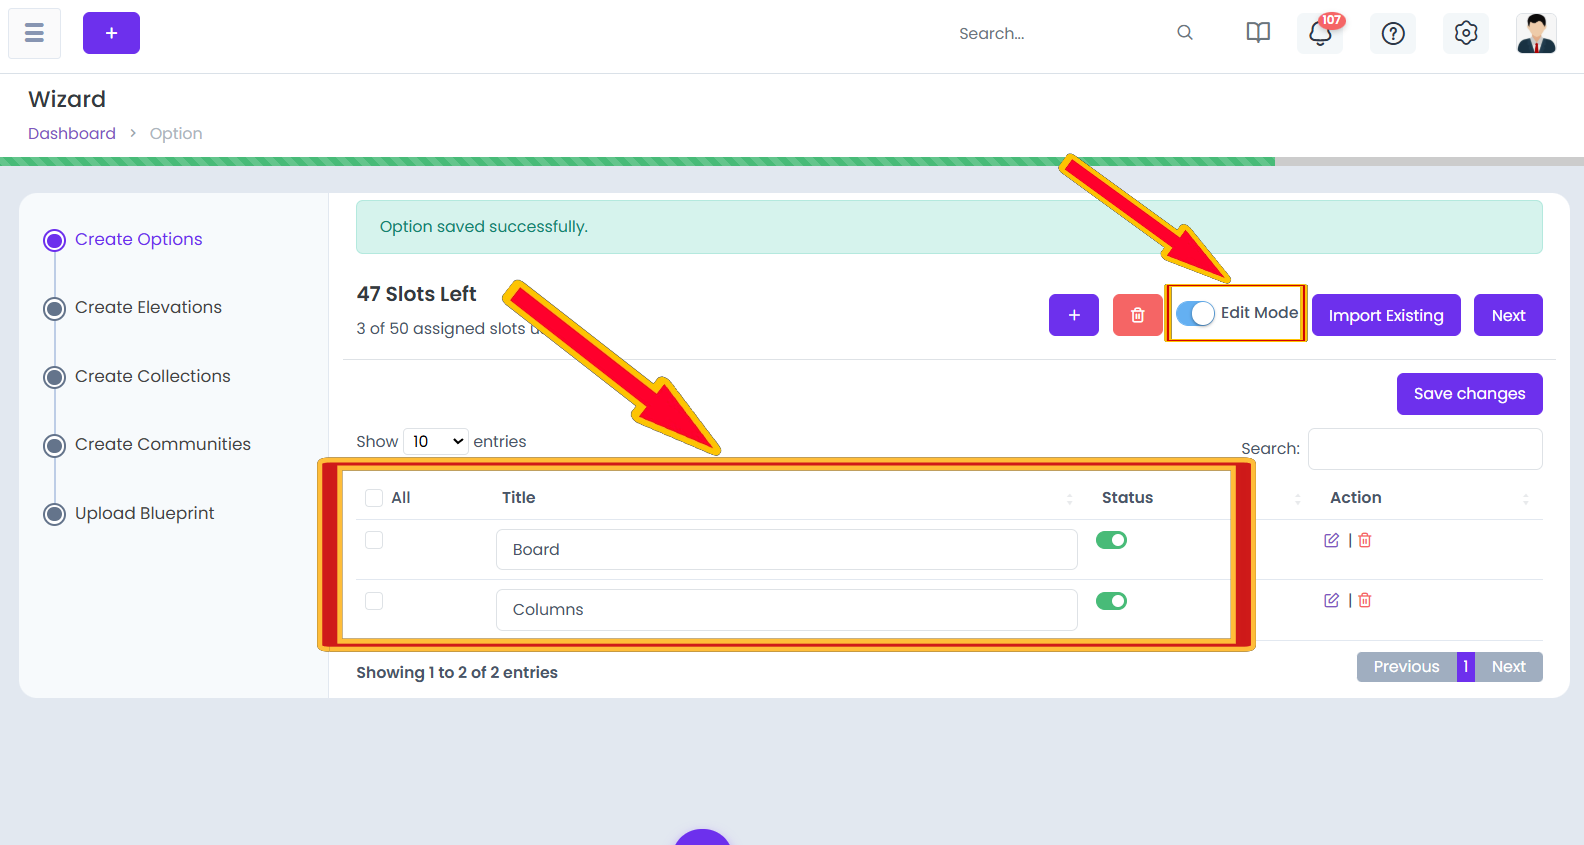 +
Search...
107
Wizard
Dashboard > Option
Create Options
Create Elevations
Create Collections
Create Communities
Upload Blueprint
Option saved successfully.
47 Slots Left
3 of 50 assigned slots
+
Edit Mode
Import Existing
Next
Save changes
Show 10 entries
Search:
All Title Status Action
Board |
Columns |
Showing 1 to 2 of 2 entries
Previous 1 Next